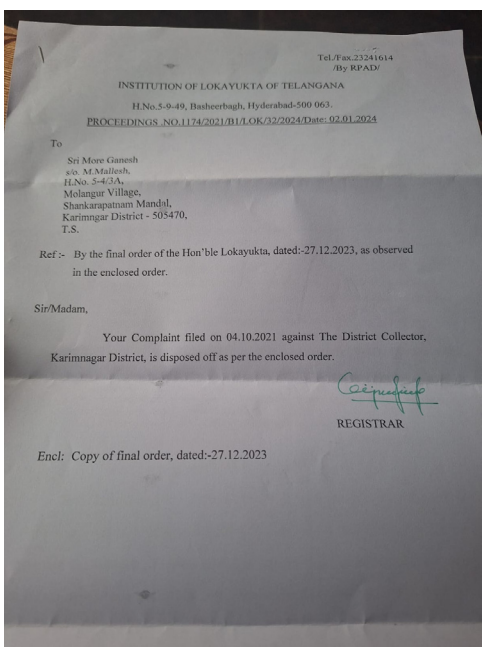 Tel./Fax.23241614
/By RPAD/
INSTITUTION OF LOKAYUKTA OF TELANGANA
H.No.5-9-49, Basheerbagh, Hyderabad-500 063.
PROCEEDINGS .NO.1174/2021/B1/LOK/32/2024/Date: 02.01.2024
To
Sri More Ganesh
s/o. M.Mallesh,
H.No. 5-4/3A,
Molangur Village,
Shankarapatnam Mandal,
Karimngar District - 505470,
T.S.
Ref :- By the final order of the Hon'ble Lokayukta, dated:-27.12.2023, as observed
in the enclosed order.
Sir/Madam,
Your Complaint filed on 04.10.2021 against The District Collector,
Karimnagar District, is disposed off as per the enclosed order.
REGISTRAR
Encl: Copy of final order, dated:-27.12.2023